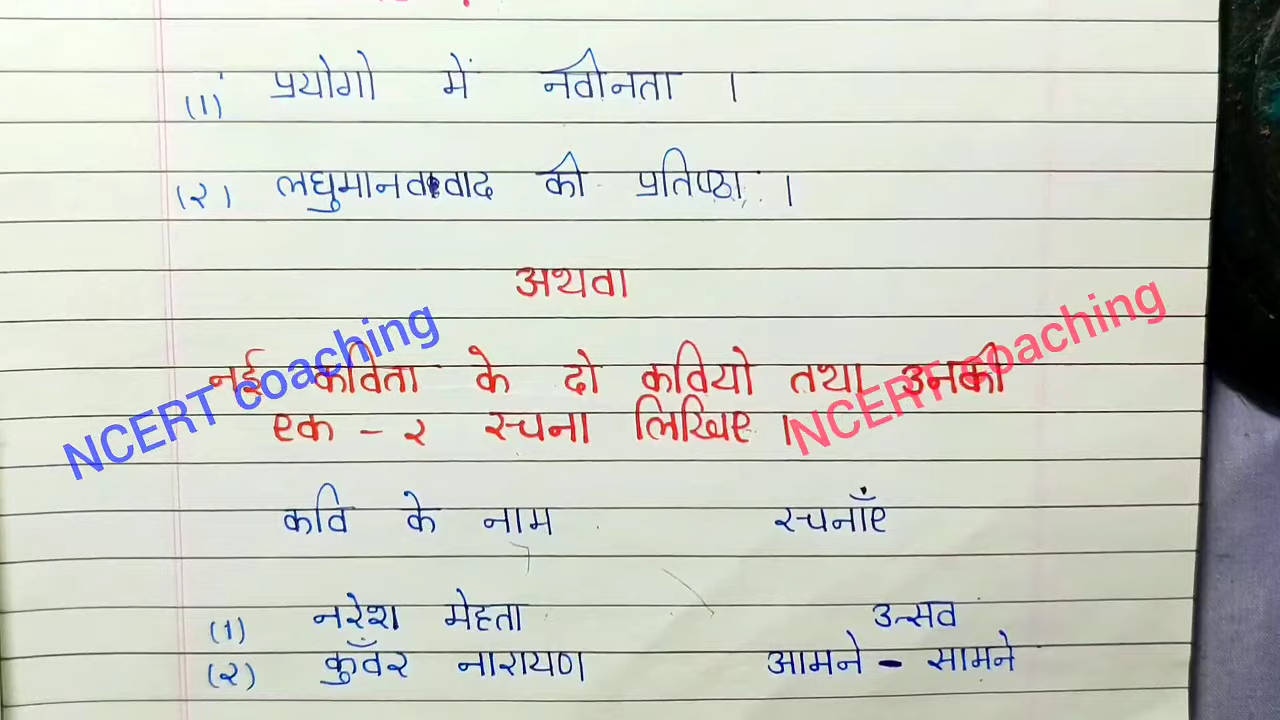 (1) प्रयोगो में नवीनता ।
(२) लघुमानववाद की प्रतिष्ठा ।
अथवा
नई कविता के दो कवियो तथा उनकी
एक - २ रचना लिखिए ।
NCERT coaching
NCERT coaching
कवि के नाम रचनाँए
(1) नरेश मेहता उत्सव
(२) कुँवर नारायण आमने - सामने